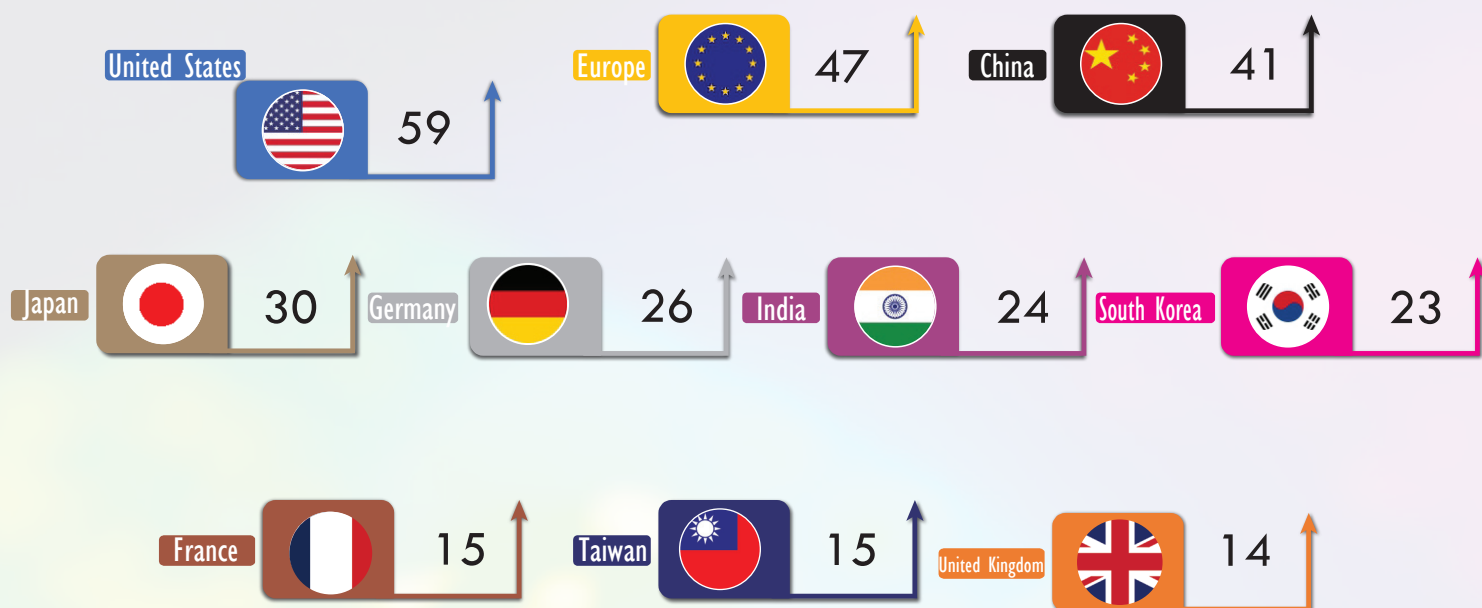 United States
59
Europe
47
China
41
Japan
30
Germany
26
India
24
South Korea
23
France
15
Taiwan
15
United Kingdom
14